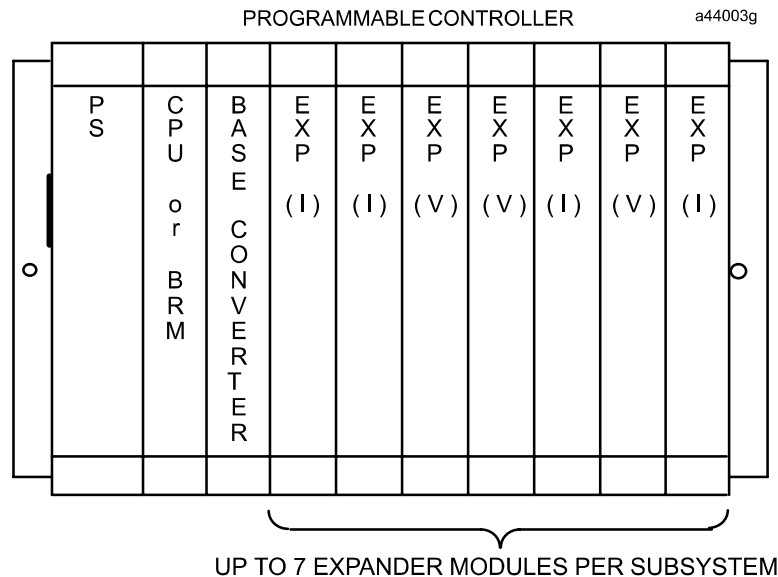 PROGRAMMABLE CONTROLLER
a44003g
PS
CPU or BRM
BASE CONVERTER
EXP (I)
EXP (I)
EXP (V)
EXP (V)
EXP (I)
EXP (V)
EXP (I)
UP TO 7 EXPANDER MODULES PER SUBSYSTEM